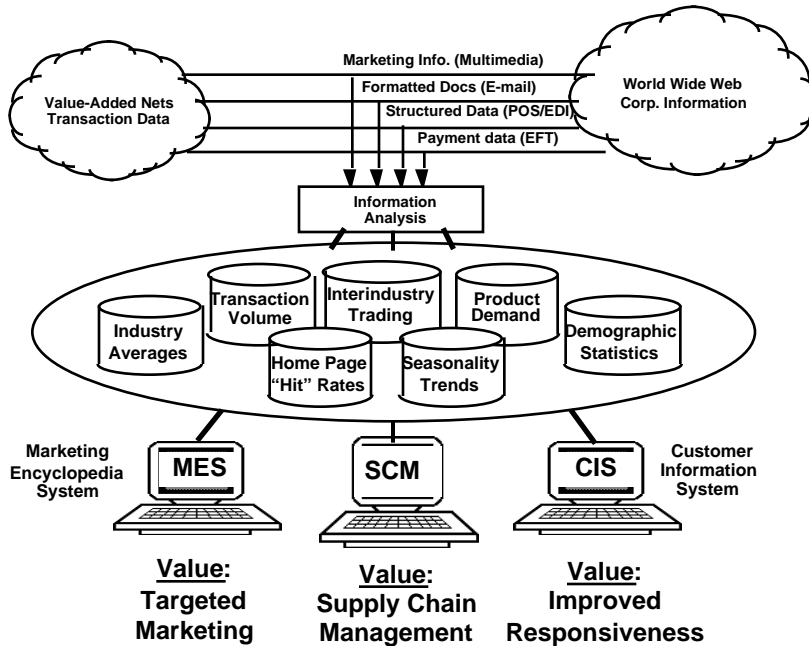 Marketing Info. (Multimedia)
Formatted Docs (E-mail)
Structured Data (POS/EDI)
Payment data (EFT)
Value-Added Nets
Transaction Data
World Wide Web
Corp. Information
Information
Analysis
Industry
Averages
Transaction
Volume
Interindustry
Trading
Product
Demand
Demographic
Statistics
Home Page
“Hit” Rates
Seasonality
Trends
Marketing
Encyclopedia
System
MES
SCM
CIS
Customer
Information
System
Value:
Targeted
Marketing
Value:
Supply Chain
Management
Value:
Improved
Responsiveness